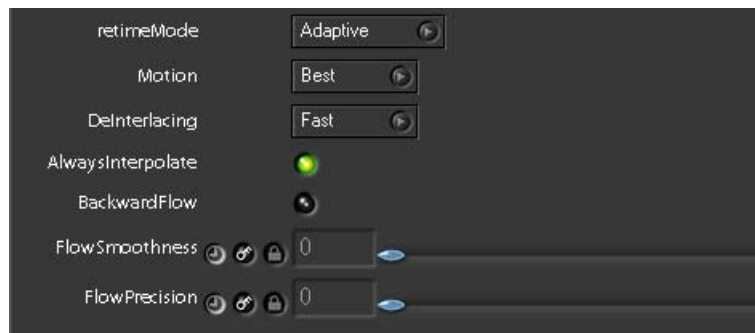 retimeMode Adaptive
Motion Best
DeInterlacing Fast
AlwaysInterpolate
BackwardFlow
FlowSmoothness 0
FlowPrecision 0